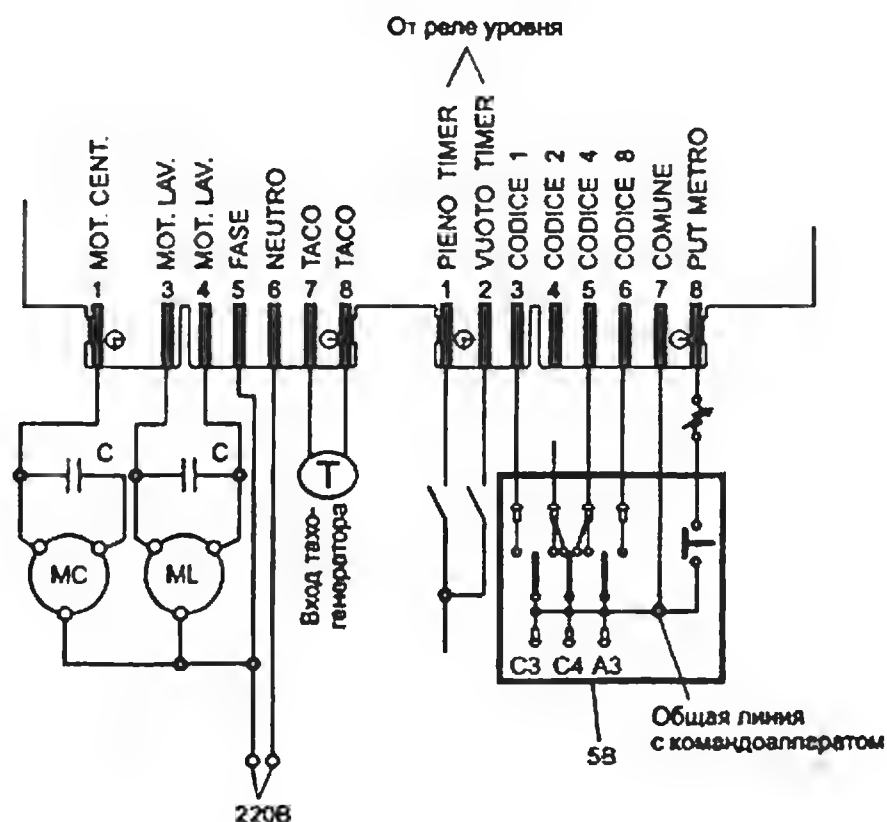 От реле уровня
MOT. CENT.
MOT. LAV.
MOT. LAV.
FASE
NEUTRO
TACO
TACO
PIENO TIMER
VUOTO TIMER
CODICE 1
CODICE 2
CODICE 4
CODICE 8
COMUNE
PUT METRO
1 3 4 5 6 7 8
1 2 3 4 5 6 7 8
C C
T
MC ML
Вход тахо-
генератора
C3 C4 A3
5B
Общая линия
с командоаппаратом
220В